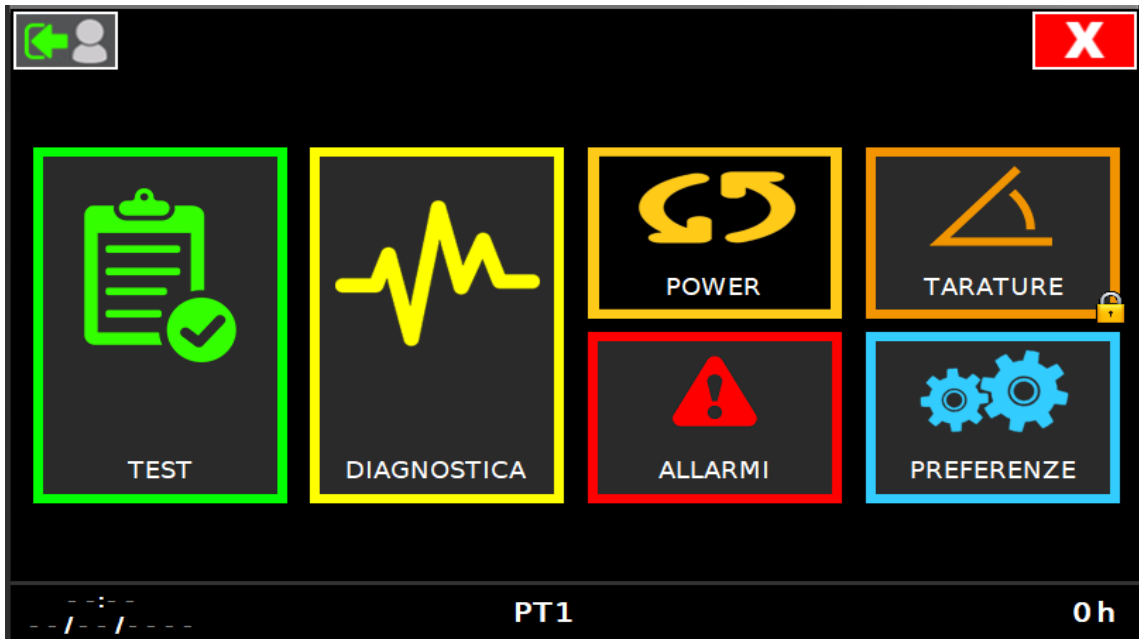 X
POWER
TARATURE
TEST
DIAGNOSTICA
ALLARMI
PREFERENZE
--:--
--/--/----
PT1
0 h